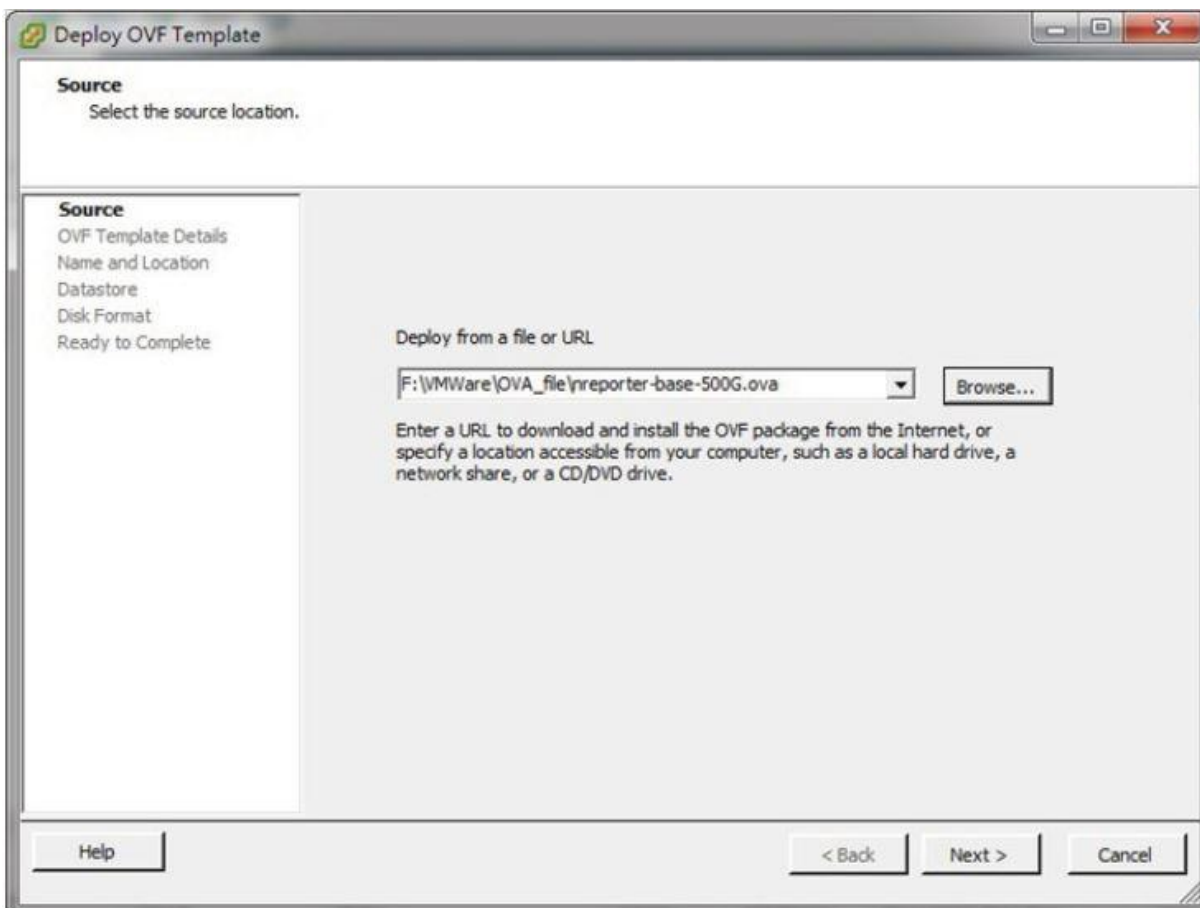 Deploy OVF Template
Source
Select the source location.
Source
OVF Template Details
Name and Location
Datastore
Disk Format
Ready to Complete
Deploy from a file or URL
F:\VMWare\OVA_file\nreporter-base-500G.ova
Browse...
Enter a URL to download and install the OVF package from the Internet, or
specify a location accessible from your computer, such as a local hard drive, a
network share, or a CD/DVD drive.
Help
< Back
Next >
Cancel